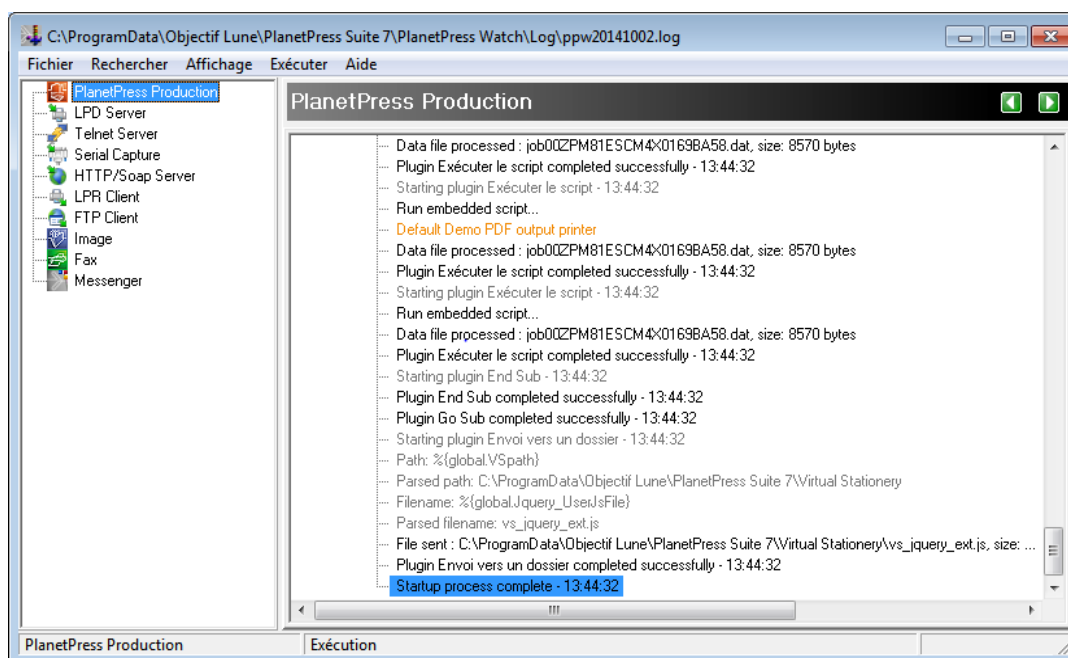 C:\ProgramData\Objectif Lune\PlanetPress Suite 7\PlanetPress Watch\Log\ppw20141002.log
Fichier Rechercher Affichage Exécuter Aide
PlanetPress Production
LPD Server
Telnet Server
Serial Capture
HTTP/Soap Server
LPR Client
FTP Client
Image
Fax
Messenger
PlanetPress Production
Data file processed : job00ZPM81ESCM4X0169BA58.dat, size: 8570 bytes
Plugin Exécuter le script completed successfully - 13:44:32
Starting plugin Exécuter le script - 13:44:32
Run embedded script...
Default Demo PDF output printer
Data file processed : job00ZPM81ESCM4X0169BA58.dat, size: 8570 bytes
Plugin Exécuter le script completed successfully - 13:44:32
Starting plugin Exécuter le script - 13:44:32
Run embedded script...
Data file processed : job00ZPM81ESCM4X0169BA58.dat, size: 8570 bytes
Plugin Exécuter le script completed successfully - 13:44:32
Starting plugin End Sub - 13:44:32
Plugin End Sub completed successfully - 13:44:32
Plugin Go Sub completed successfully - 13:44:32
Starting plugin Envoi vers un dossier - 13:44:32
Path: %{global.VSpath}
Parsed path: C:\ProgramData\Objectif Lune\PlanetPress Suite 7\Virtual Stationery
Filename: %{global.Jquery_UserJsFile}
Parsed filename: vs_jquery_ext.js
File sent : C:\ProgramData\Objectif Lune\PlanetPress Suite 7\Virtual Stationery\vs_jquery_ext.js, size: ...
Plugin Envoi vers un dossier completed successfully - 13:44:32
Startup process complete - 13:44:32
PlanetPress Production
Exécution